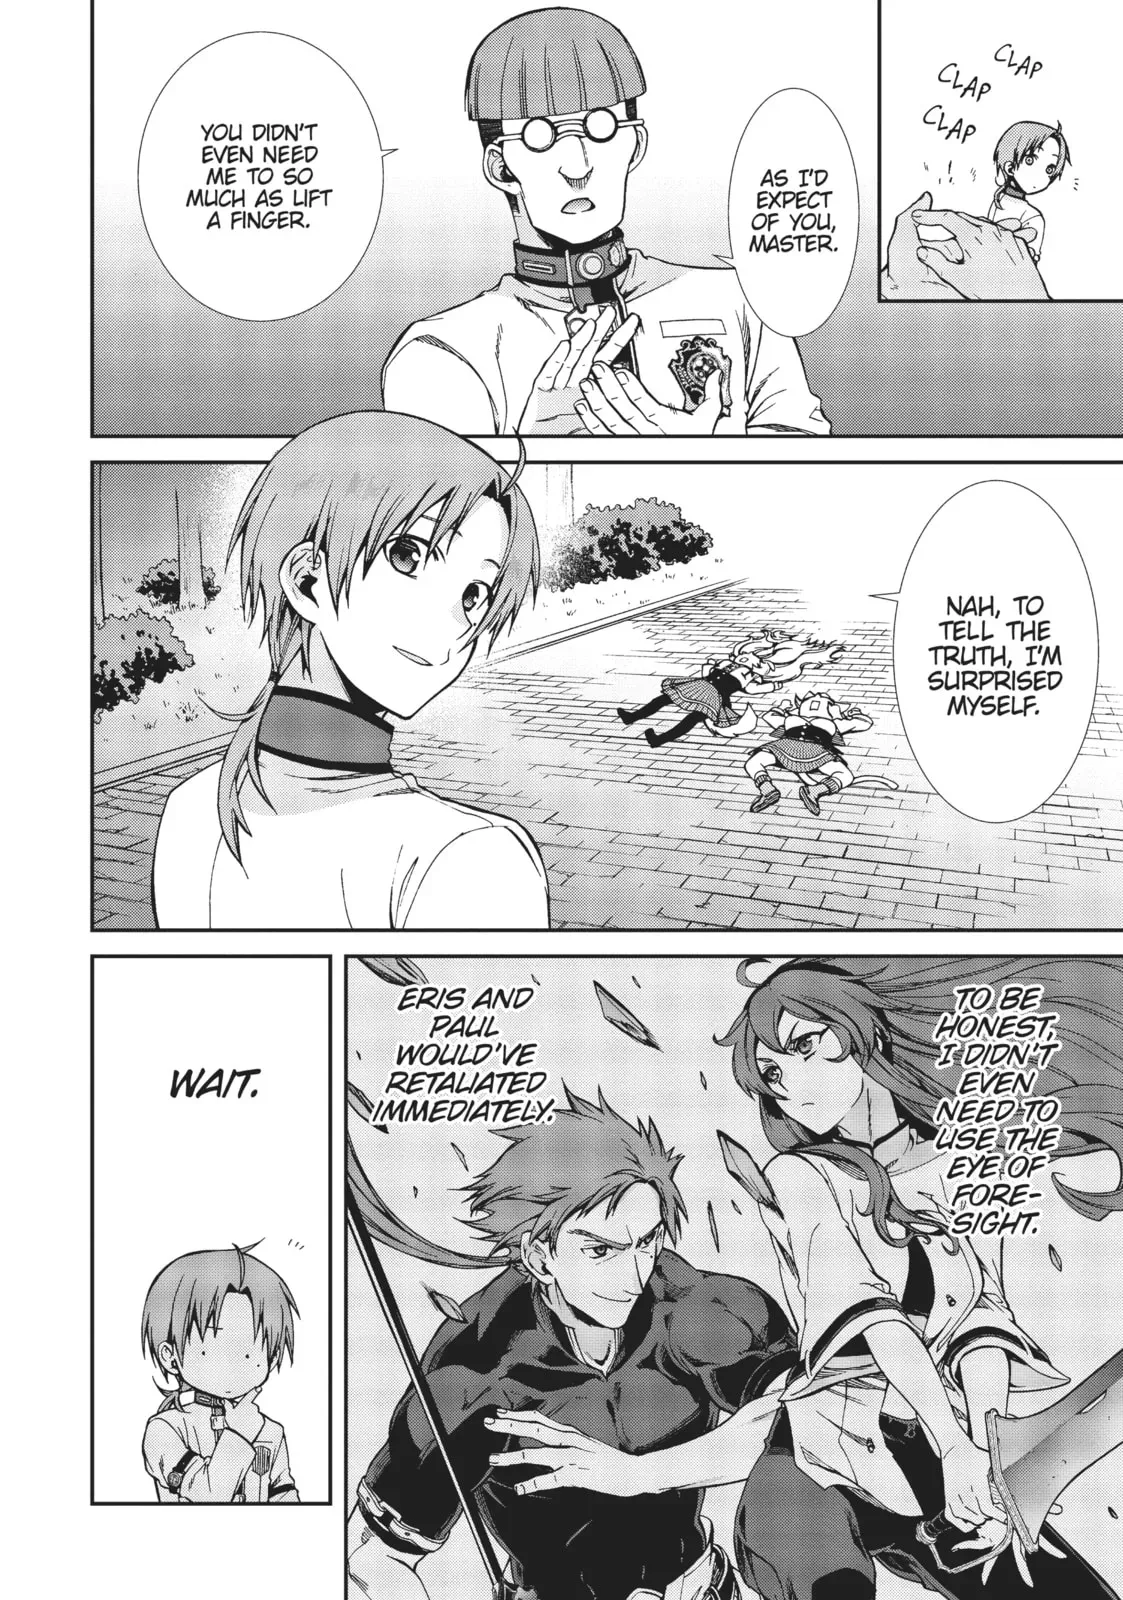 CLAP
CLAP
CLAP
AS I'D
EXPECT
OF YOU,
MASTER.
YOU DIDN'T
EVEN NEED
ME TO SO
MUCH AS LIFT
A FINGER.
NAH, TO
TELL THE
TRUTH, I'M
SURPRISED
MYSELF.
TO BE
HONEST,
I DIDN'T
EVEN
NEED TO
USE THE
EYE OF
FORE-
SIGHT.
ERIS AND
PAUL
WOULD'VE
RETALIATED
IMMEDIATELY.
WAIT.